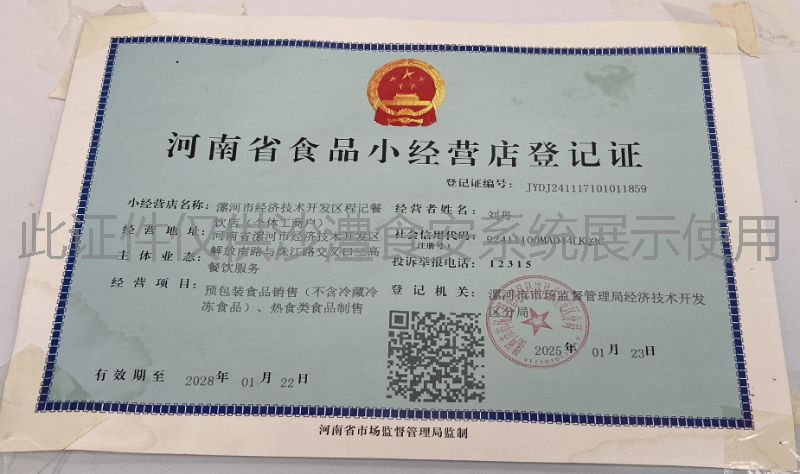 河南省食品小经营店登记证
登记证编号: JYDJ241117101011859
小经营店名称: 漯河市经济技术开发区程记餐
饮店（个体工商户）
经营者姓名: 刘丹
经营地址: 河南省漯河市经济技术开发区
解放南路与珠江路交叉口
社会信用代码: 92411100MAD44LKQ3C
（注册号）
主体业态: 餐饮服务
投诉举报电话: 12315
经营项目: 预包装食品销售（不含冷藏冷
冻食品）、热食类食品制售
登记机关: 漯河市市场监督管理局经济技术开发
区分局
2025年 01月 23日
有效期至 2028年 01月 22日
河南省市场监督管理局监制
此证件仅供
食安系统展示使用